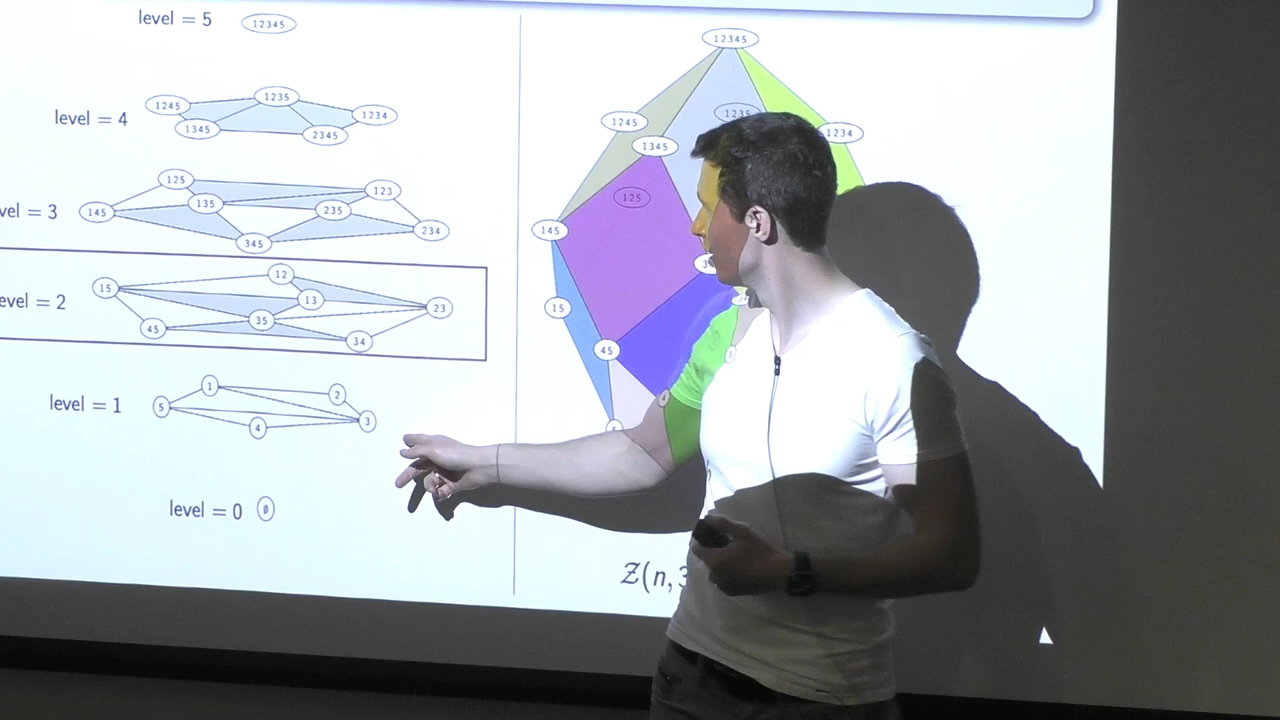 level = 5 12345
level = 4 1245 1235 1234
1345 2345
vel = 3 125 123
145 135 235 234
345
evel = 2 12
15 13 23
45 35 34
level = 1 1 2
5 4 3
level = 0 ∅
12345
1245 1235 1234
1345
125
145
15
45
Z(n, 3